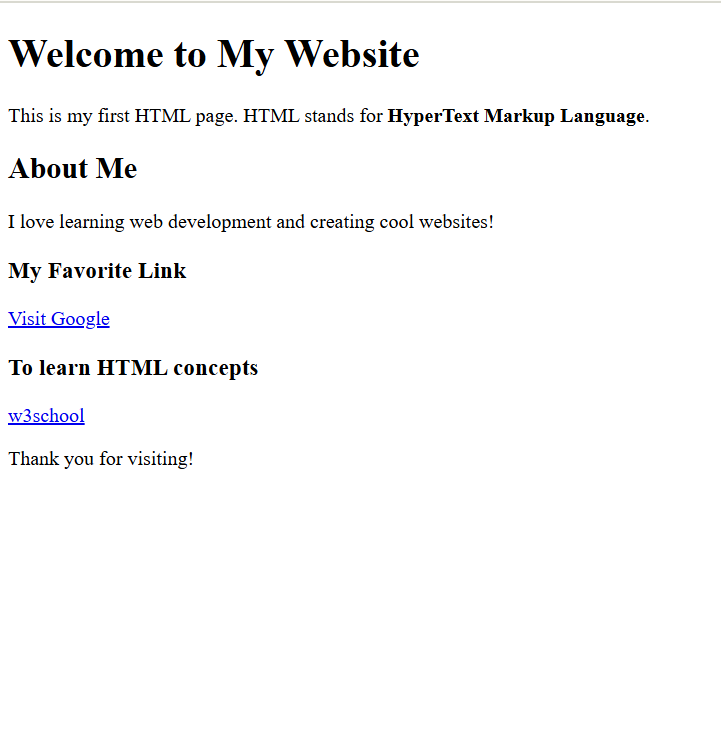 Welcome to My Website
This is my first HTML page. HTML stands for HyperText Markup Language.
About Me
I love learning web development and creating cool websites!
My Favorite Link
Visit Google
To learn HTML concepts
w3school
Thank you for visiting!